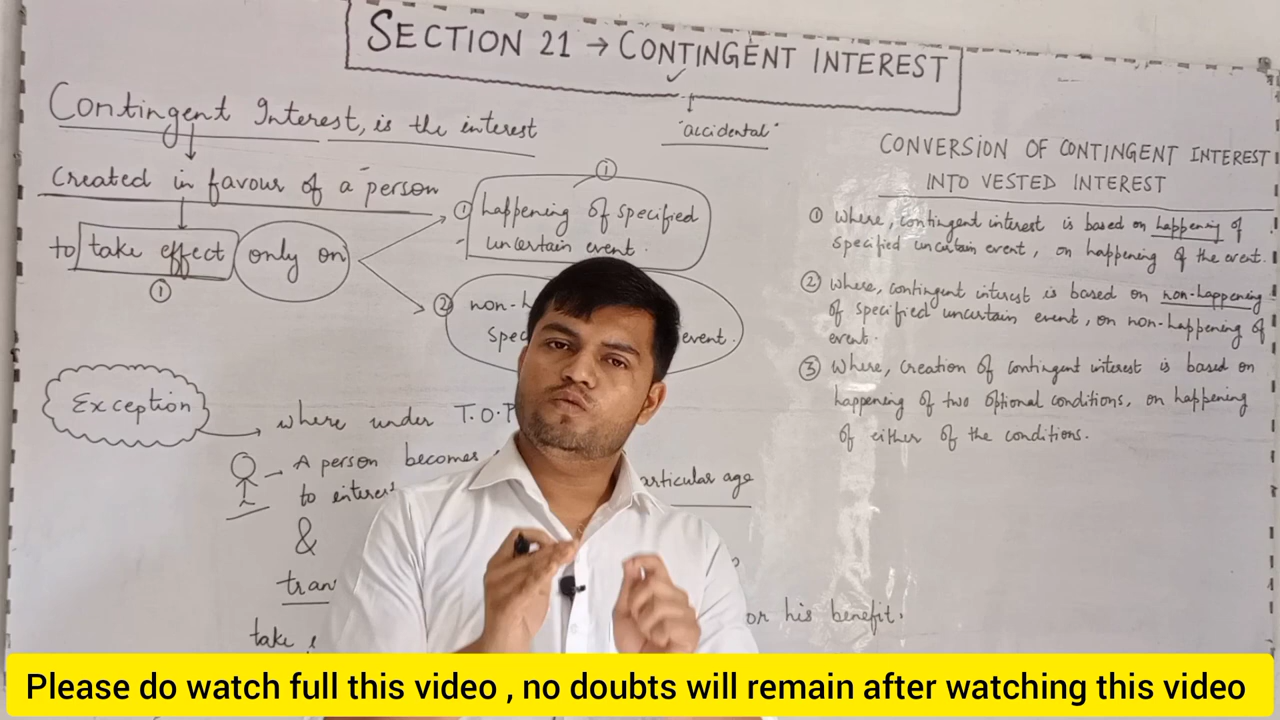 SECTION 21 → CONTINGENT INTEREST
"accidental"
Contingent Interest, is the interest
created in favour of a person
to take effect only on
①
①
① happening of specified
uncertain event.
② non-h
spec event.
Exception
where under T.O.P
A person becomes
to interest particular age
&
tran
or his benefit.
take
CONVERSION OF CONTINGENT INTEREST
INTO VESTED INTEREST
① Where, contingent interest is based on happening of
specified uncertain event, on happening of the event.
② Where, contingent interest is based on non-happening
of specified uncertain event, on non-happening of
event.
③ Where, creation of contingent interest is based on
happening of two optional conditions, on happening
of either of the conditions.
Please do watch full this video , no doubts will remain after watching this video